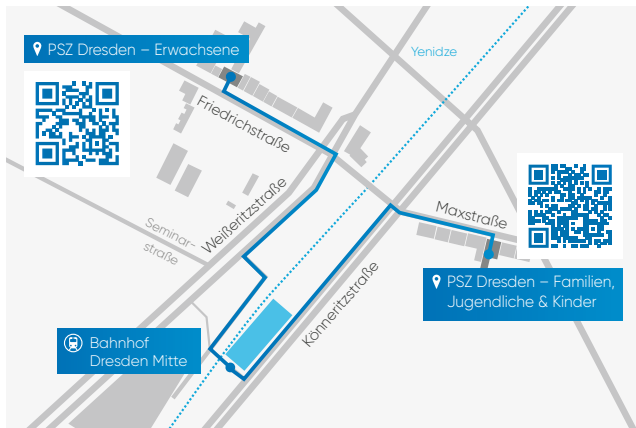 PSZ Dresden – Erwachsene
Yenidze
Friedrichstraße
Weißeritzstraße
Maxstraße
Seminar-
straße
Könneritzstraße
PSZ Dresden – Familien,
Jugendliche & Kinder
Bahnhof
Dresden Mitte